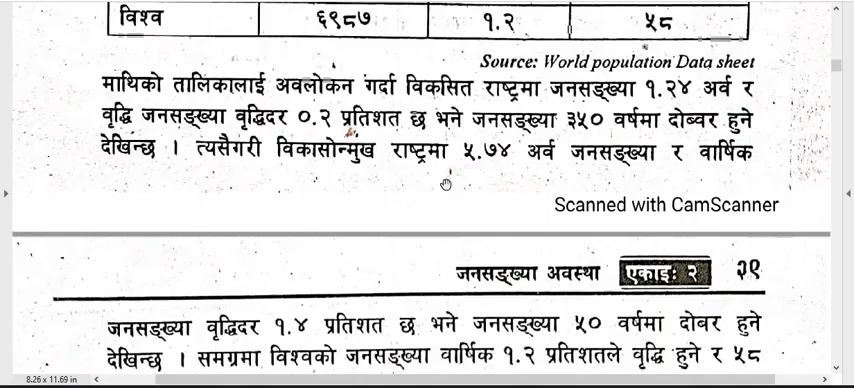 विश्व ६९८७ १.२ ५८
Source: World population Data sheet
माथिको तालिकालाई अवलोकन गर्दा विकसित राष्ट्रमा जनसङ्ख्या १.२४ अर्व र
वृद्धि जनसङ्ख्या वृद्धिदर ०.२ प्रतिशत छ भने जनसङ्ख्या ३५० वर्षमा दोब्वर हुने
देखिन्छ । त्यसैगरी विकासोन्मुख राष्ट्रमा ५.७४ अर्व जनसङ्ख्या र वार्षिक
Scanned with CamScanner
जनसङ्ख्या अवस्था एकाइः २ २९
जनसङ्ख्या वृद्धिदर १.४ प्रतिशत छ भने जनसङ्ख्या ५० वर्षमा दोबर हुने
देखिन्छ । समग्रमा विश्वको जनसङ्ख्या वार्षिक १.२ प्रतिशतले वृद्धि हुने र ५८
8.26 x 11.69 in